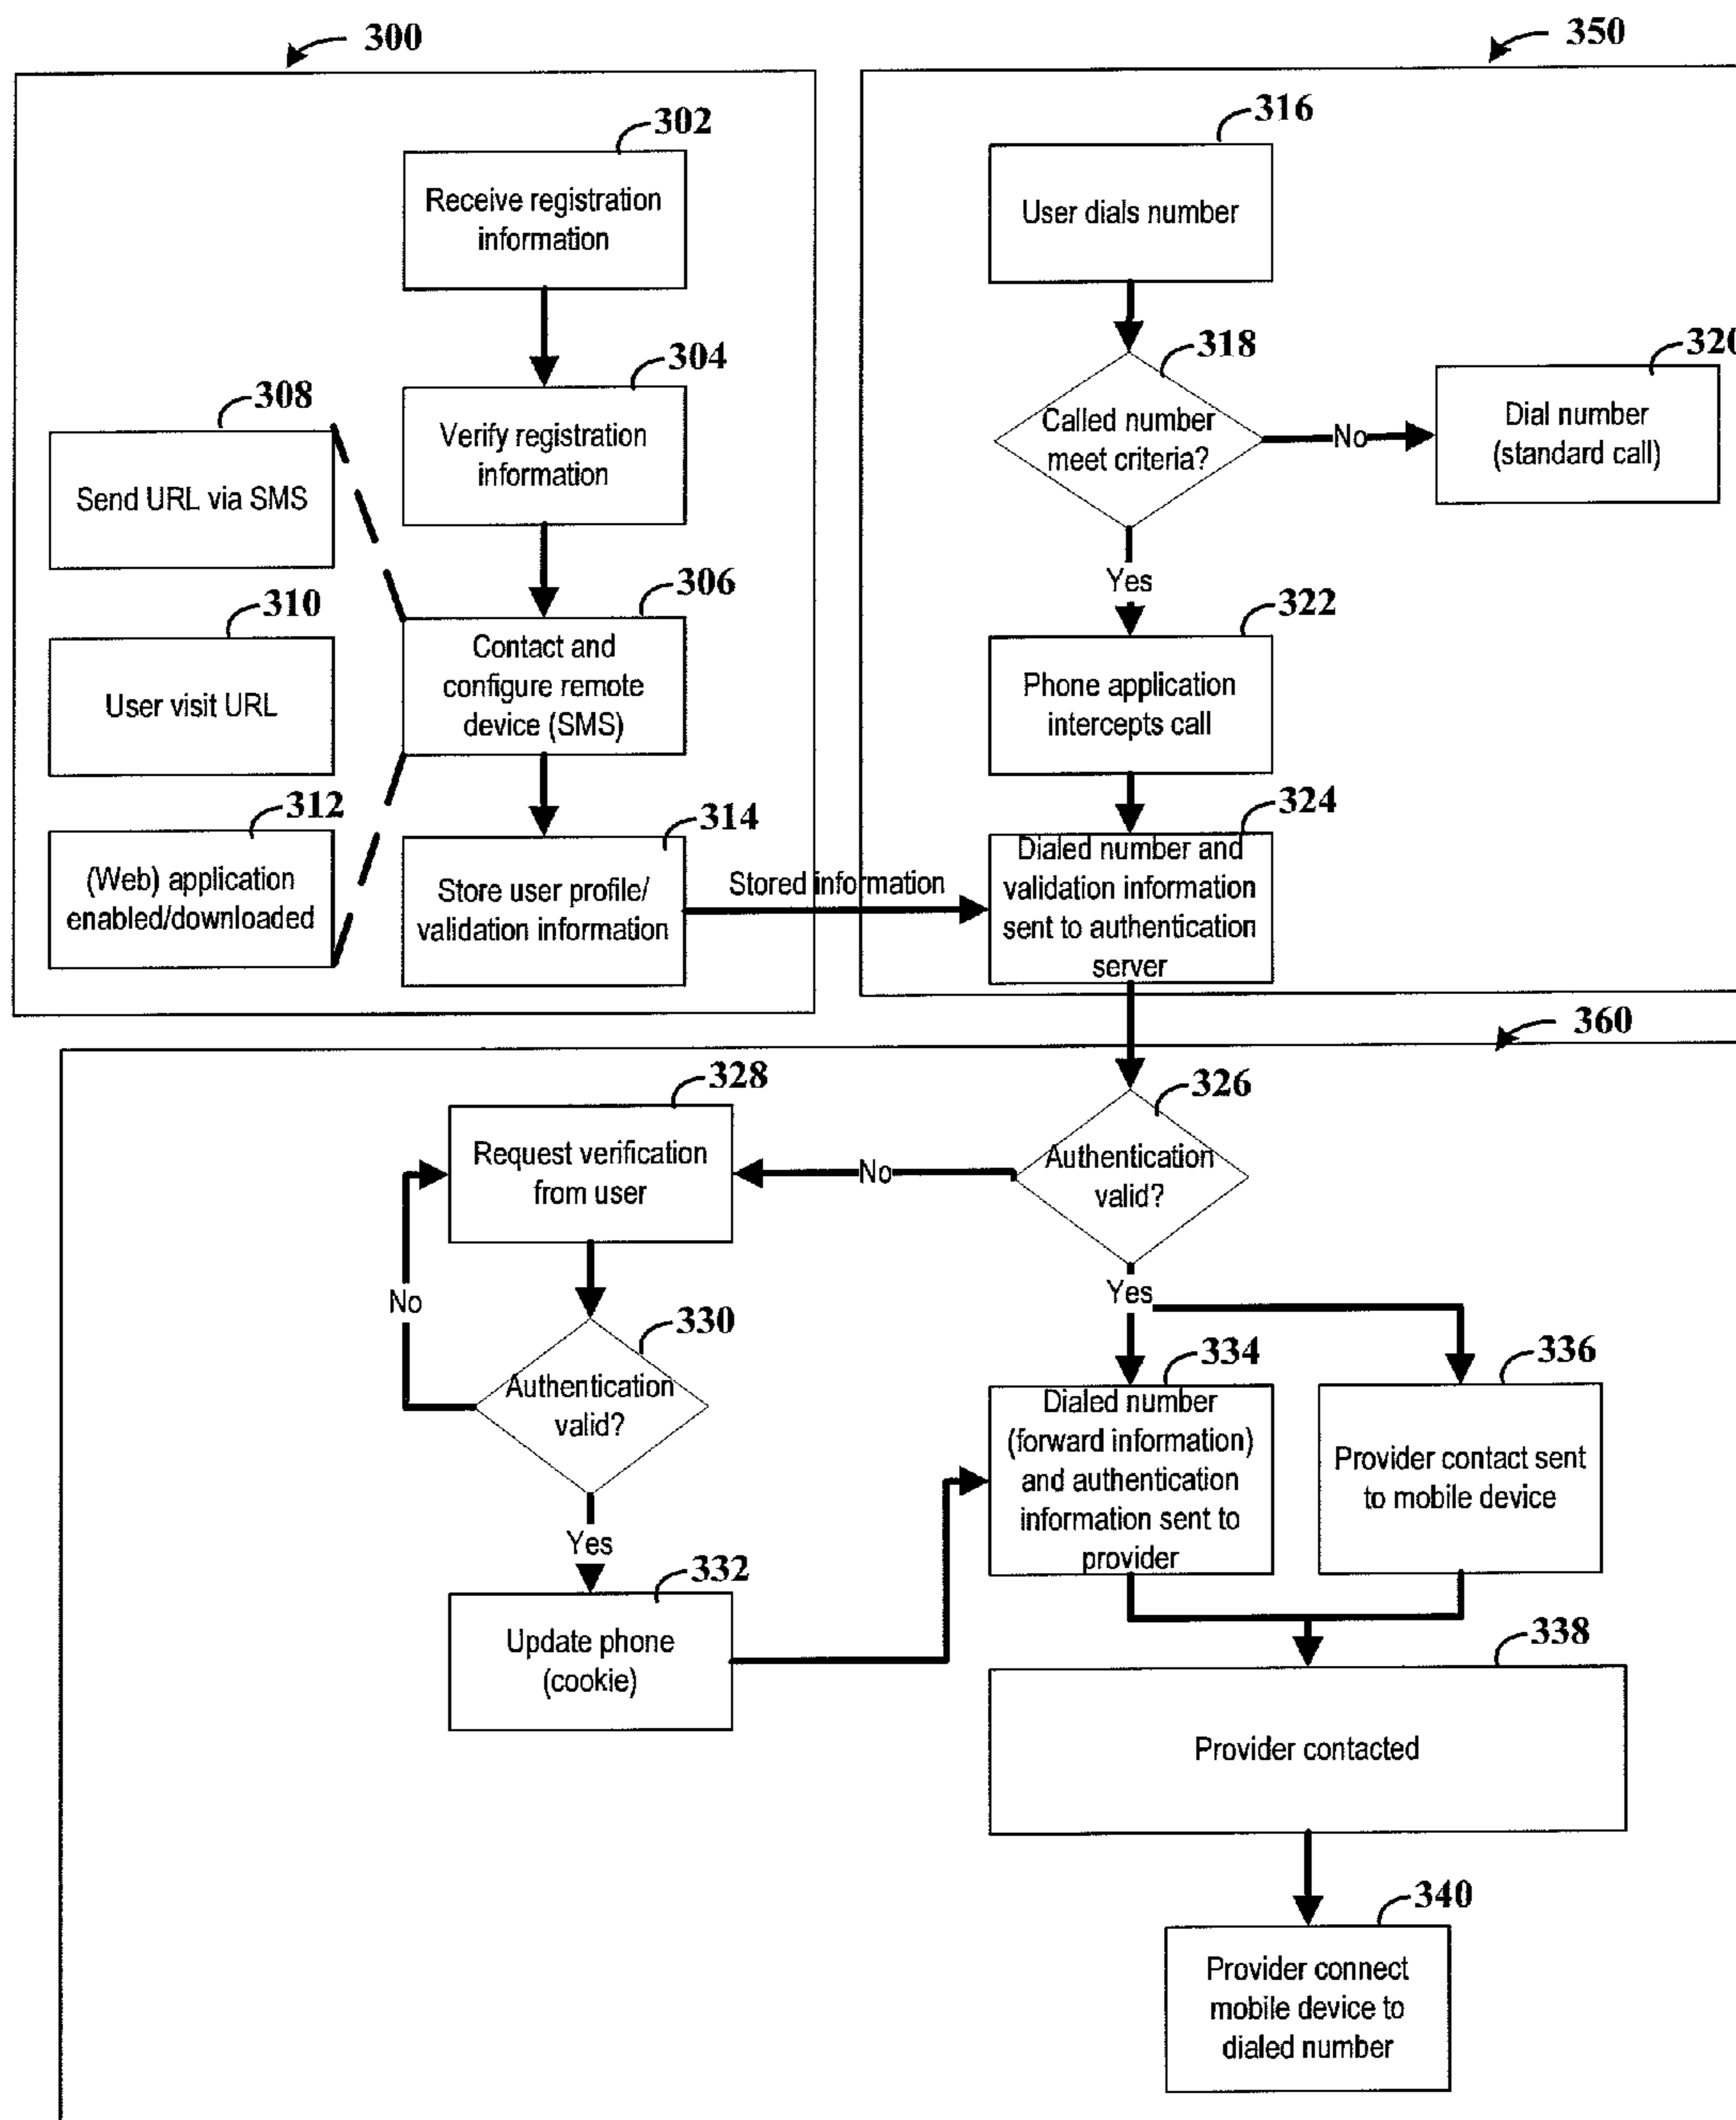 300
350
302
Receive registration
information
304
Verify registration
information
308
Send URL via SMS
306
Contact and
configure remote
device (SMS)
310
User visit URL
312
(Web) application
enabled/downloaded
314
Store user profile/
validation information
Stored information
316
User dials number
318
Called number
meet criteria?
No
320
Dial number
(standard call)
Yes
322
Phone application
intercepts call
324
Dialed number and
validation information
sent to authentication
server
360
326
Authentication
valid?
No
328
Request verification
from user
No
330
Authentication
valid?
Yes
332
Update phone
(cookie)
Yes
334
Dialed number
(forward information)
and authentication
information sent to
provider
336
Provider contact sent
to mobile device
338
Provider contacted
340
Provider connect
mobile device to
dialed number